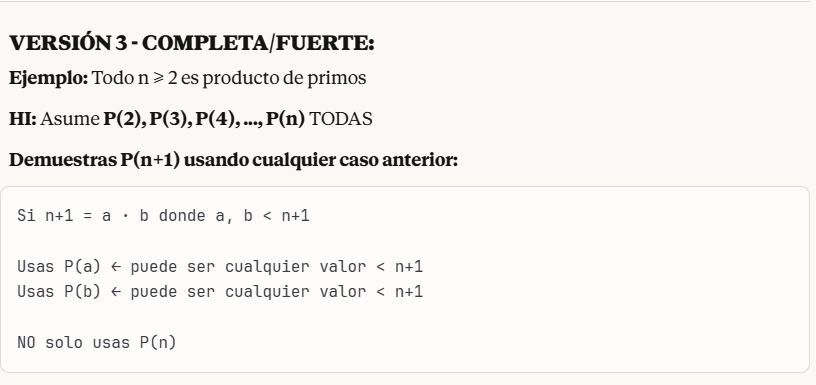 VERSIÓN 3 - COMPLETA/FUERTE:
Ejemplo: Todo n ⩾ 2 es producto de primos
HI: Asume P(2), P(3), P(4), ..., P(n) TODAS
Demuestras P(n+1) usando cualquier caso anterior:
Si n+1 = a · b donde a, b < n+1
Usas P(a) ← puede ser cualquier valor < n+1
Usas P(b) ← puede ser cualquier valor < n+1
NO solo usas P(n)